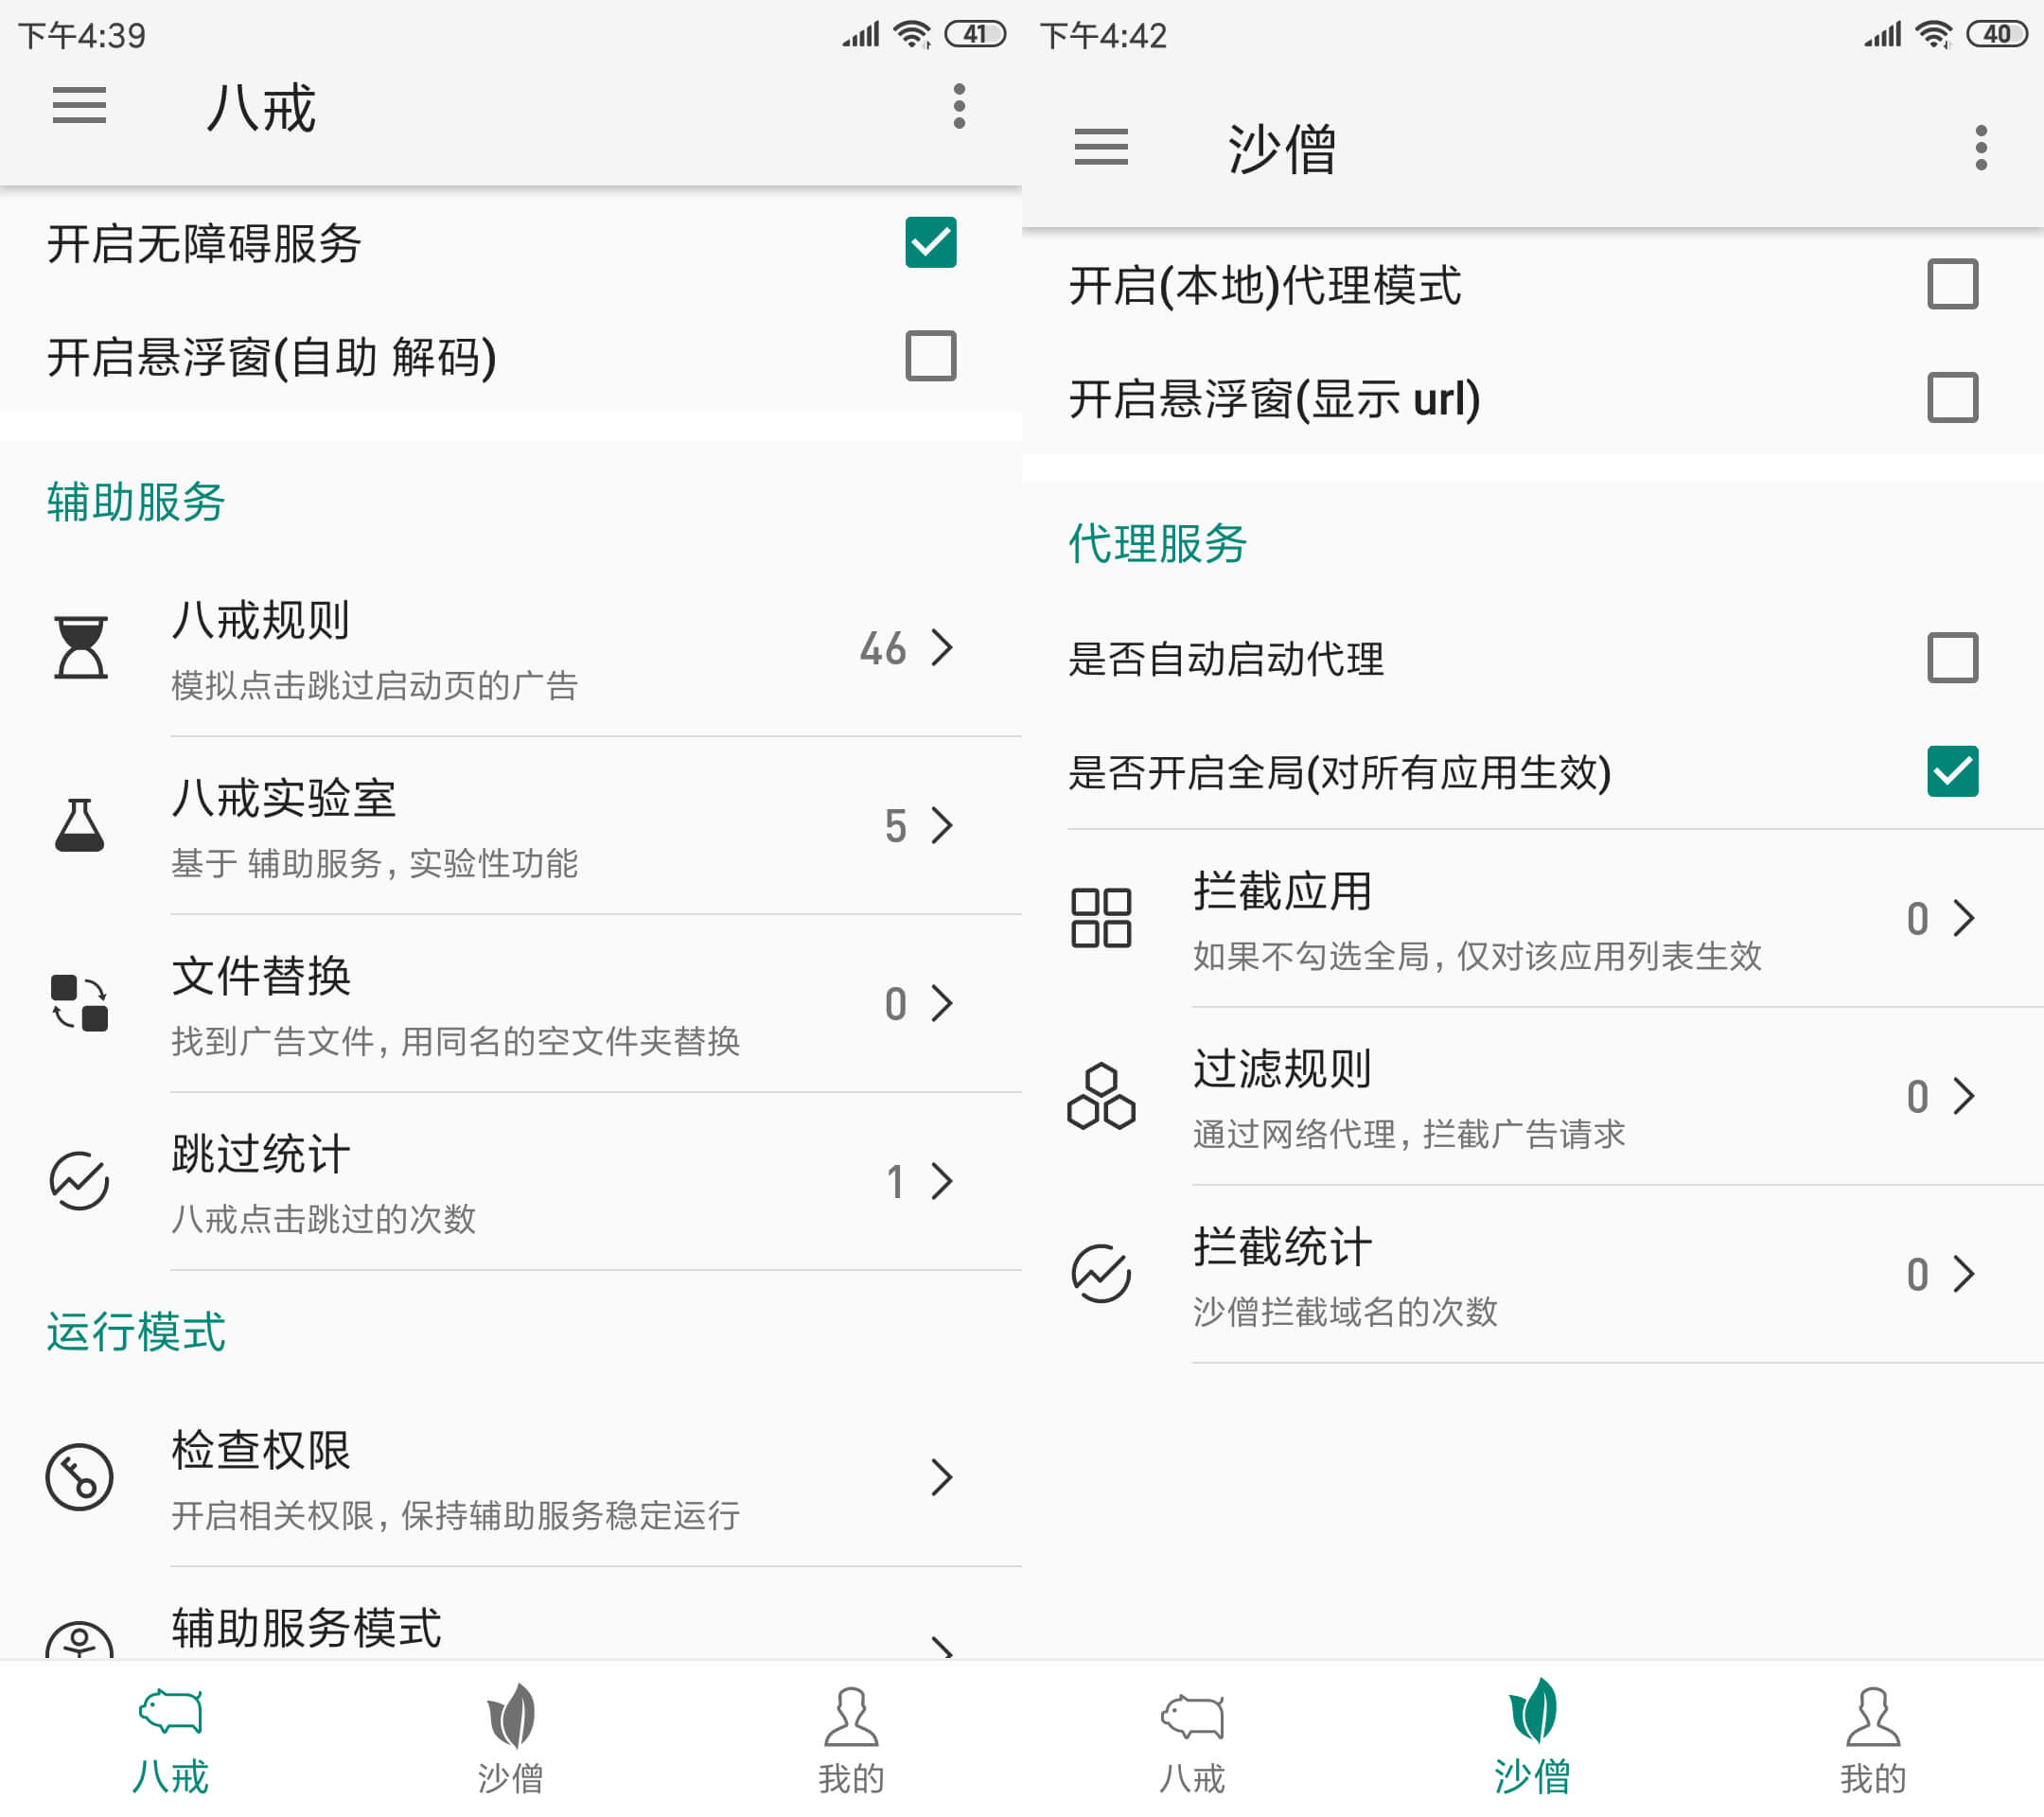 下午4:39
41
八戒
开启无障碍服务
开启悬浮窗(自助 解码)
辅助服务
八戒规则
46
模拟点击跳过启动页的广告
八戒实验室
5
基于 辅助服务, 实验性功能
文件替换
0
找到广告文件, 用同名的空文件夹替换
跳过统计
1
八戒点击跳过的次数
运行模式
检查权限
开启相关权限, 保持辅助服务稳定运行
辅助服务模式
八戒
沙僧
我的
下午4:42
40
沙僧
开启(本地)代理模式
开启悬浮窗(显示 url)
代理服务
是否自动启动代理
是否开启全局(对所有应用生效)
拦截应用
0
如果不勾选全局, 仅对该应用列表生效
过滤规则
0
通过网络代理, 拦截广告请求
拦截统计
0
沙僧拦截域名的次数
八戒
沙僧
我的